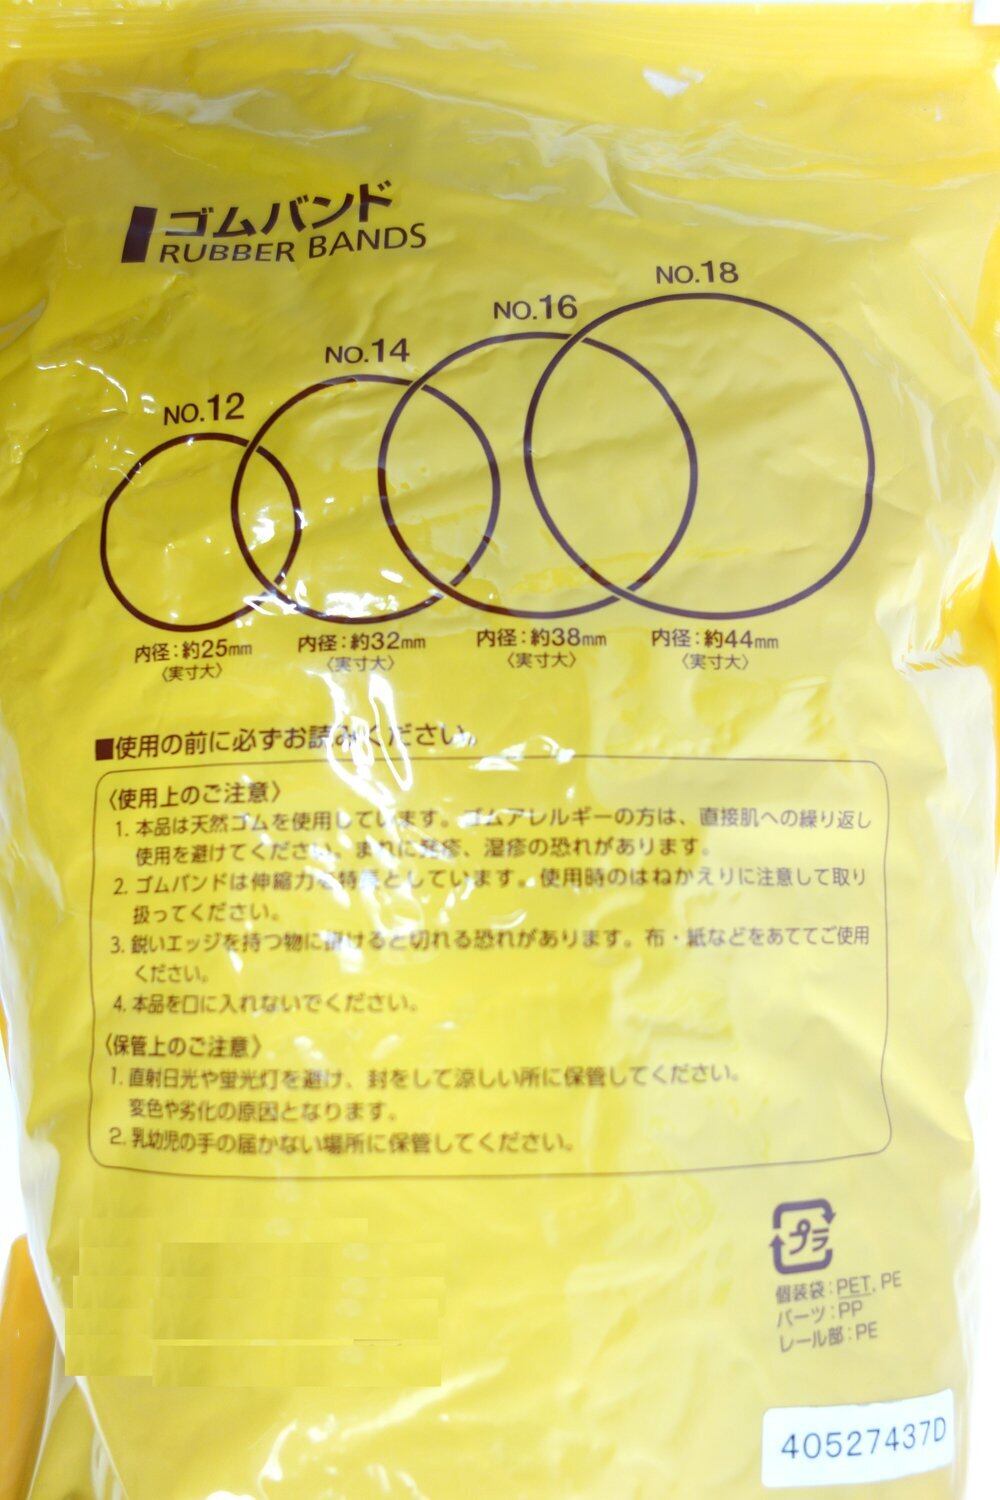 ゴムバンド
RUBBER BANDS
NO.12
NO.14
NO.16
NO.18
内径：約25mm
〈実寸大〉
内径：約32mm
〈実寸大〉
内径：約38mm
〈実寸大〉
内径：約44mm
〈実寸大〉
■使用の前に必ずお読みください。
〈使用上のご注意〉
1. 本品は天然ゴムを使用しています。ゴムアレルギーの方は、直接肌への繰り返し
使用を避けてください。まれに発疹、湿疹の恐れがあります。
2. ゴムバンドは伸縮力を特長としています。使用時のはねかえりに注意して取り
扱ってください。
3. 鋭いエッジを持つ物に掛けると切れる恐れがあります。布・紙などをあててご使用
ください。
4. 本品を口に入れないでください。
〈保管上のご注意〉
1. 直射日光や蛍光灯を避け、封をして涼しい所に保管してください。
変色や劣化の原因となります。
2. 乳幼児の手の届かない場所に保管してください。
プラ
個装袋：PET, PE
パーツ：PP
レール部：PE
40527437D